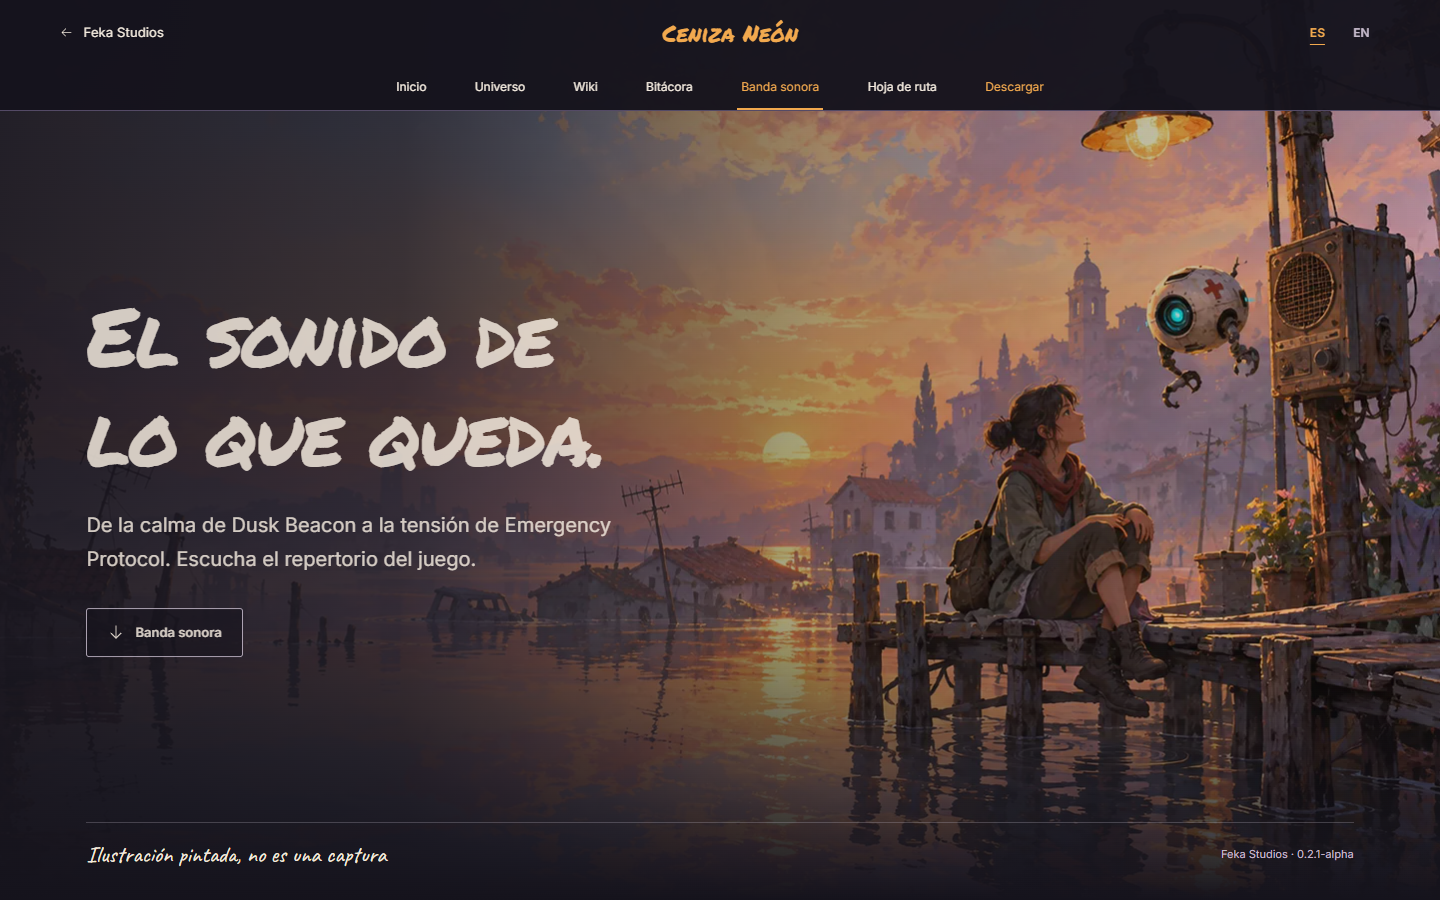 Feka Studios
Ceniza Neón
ES
EN
Inicio
Universo
Wiki
Bitácora
Banda sonora
Hoja de ruta
Descargar
El sonido de
lo que queda.
De la calma de Dusk Beacon a la tensión de Emergency
Protocol. Escucha el repertorio del juego.
Banda sonora
Ilustración pintada, no es una captura
Feka Studios · 0.2.1-alpha